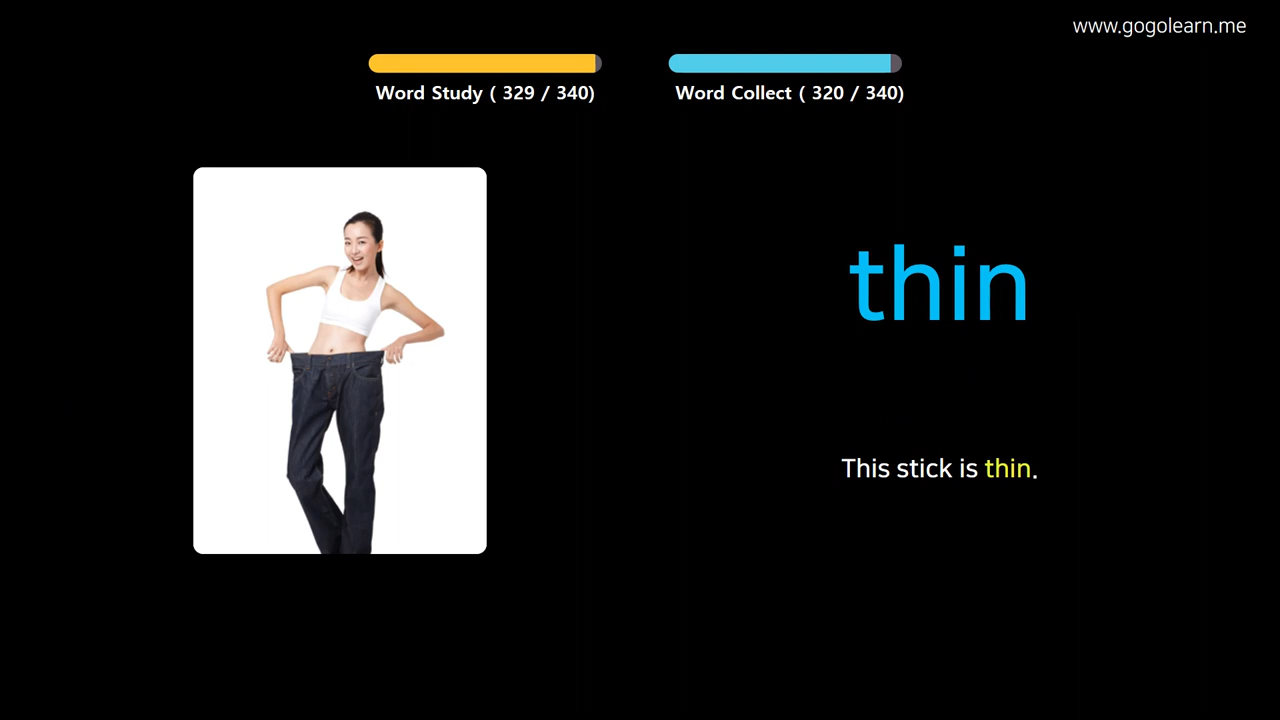 www.gogolearn.me
Word Study ( 329 / 340)
Word Collect ( 320 / 340)
thin
This stick is thin.